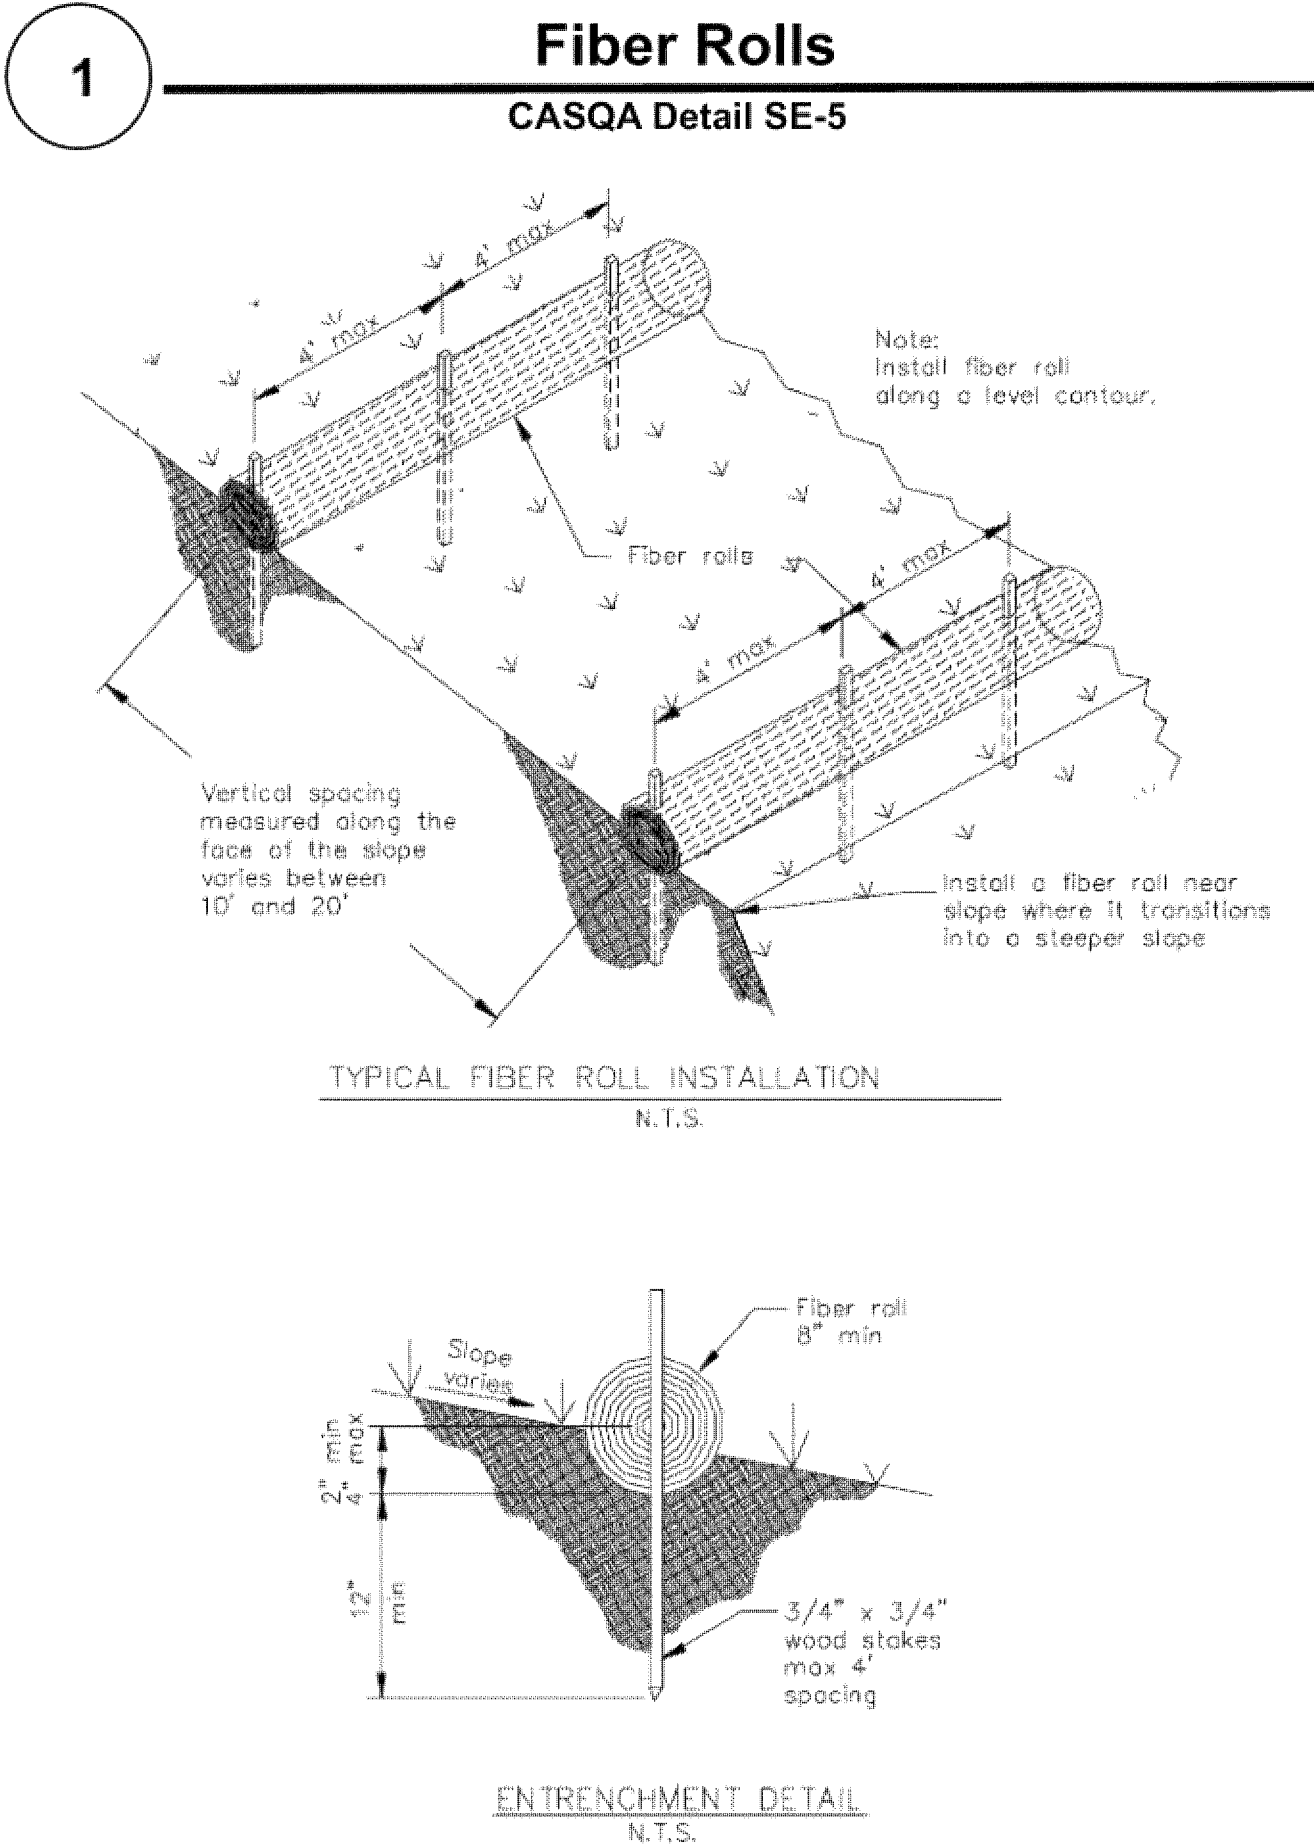 1
Fiber Rolls
CASQA Detail SE-5
4' max
4' max
Note:
Install fiber roll
along a level contour.
Fiber rolls
4' max
4' max
Vertical spacing
measured along the
face of the slope
varies between
10' and 20'
Install a fiber roll near
slope where it transitions
into a steeper slope
TYPICAL FIBER ROLL INSTALLATION
N.T.S.
Fiber roll
8" min
Slope
varies
2" min
4" max
12"
min
3/4" x 3/4"
wood stakes
max 4'
spacing
ENTRENCHMENT DETAIL
N.T.S.